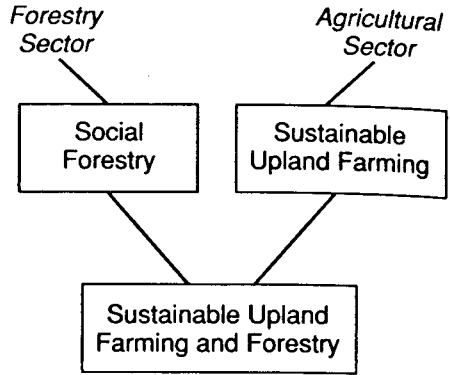 Forestry
Sector
Agricultural
Sector
Social
Forestry
Sustainable
Upland Farming
Sustainable Upland
Farming and Forestry